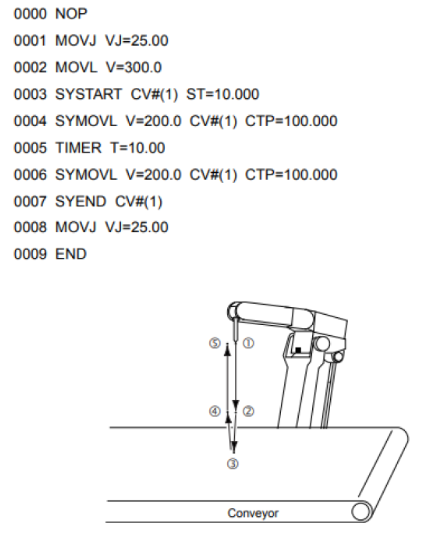 0000 NOP
0001 MOVJ VJ=25.00
0002 MOVL V=300.0
0003 SYSTART CV#(1) ST=10.000
0004 SYMOVL V=200.0 CV#(1) CTP=100.000
0005 TIMER T=10.00
0006 SYMOVL V=200.0 CV#(1) CTP=100.000
0007 SYEND CV#(1)
0008 MOVJ VJ=25.00
0009 END
⑤ ①
④ ②
③
Conveyor